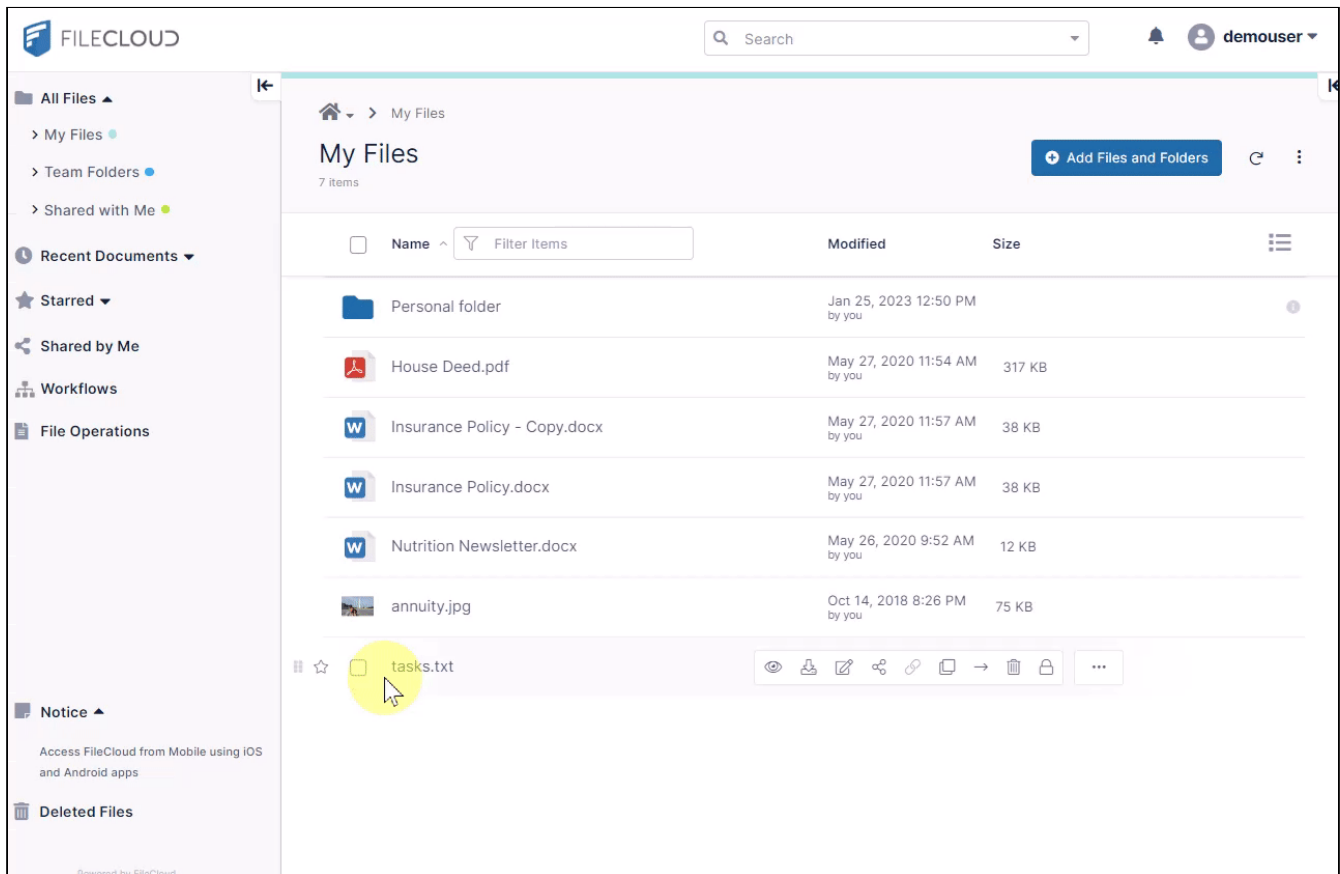 FILECLOUD
Search
demouser
All Files
My Files
Team Folders
Shared with Me
Recent Documents
Starred
Shared by Me
Workflows
File Operations
Notice
Access FileCloud from Mobile using iOS
and Android apps
Deleted Files
Powered by FileCloud
My Files
My Files
7 items
Add Files and Folders
Name
Filter Items
Modified
Size
Personal folder
Jan 25, 2023 12:50 PM
by you
House Deed.pdf
May 27, 2020 11:54 AM
by you
317 KB
Insurance Policy - Copy.docx
May 27, 2020 11:57 AM
by you
38 KB
Insurance Policy.docx
May 27, 2020 11:57 AM
by you
38 KB
Nutrition Newsletter.docx
May 26, 2020 9:52 AM
by you
12 KB
annuity.jpg
Oct 14, 2018 8:26 PM
by you
75 KB
tasks.txt